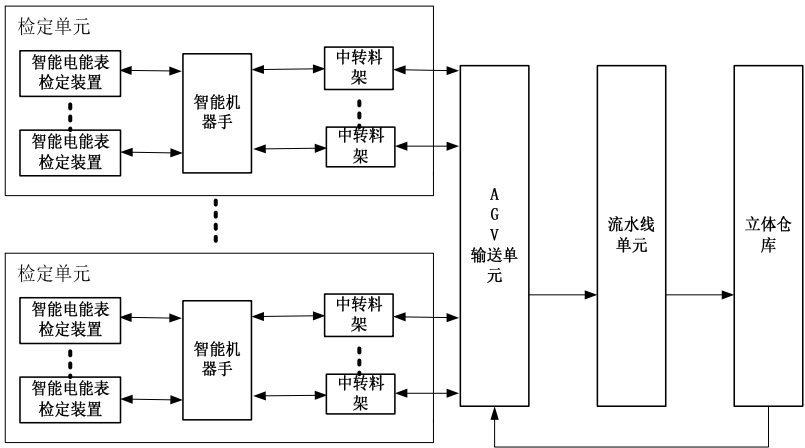 检定单元
智能电能表
检定装置
智能电能表
检定装置
智能机
器手
中转料
架
中转料
架
检定单元
智能电能表
检定装置
智能电能表
检定装置
智能机
器手
中转料
架
中转料
架
A
G
V
输送单
元
流水线
单元
立体仓
库